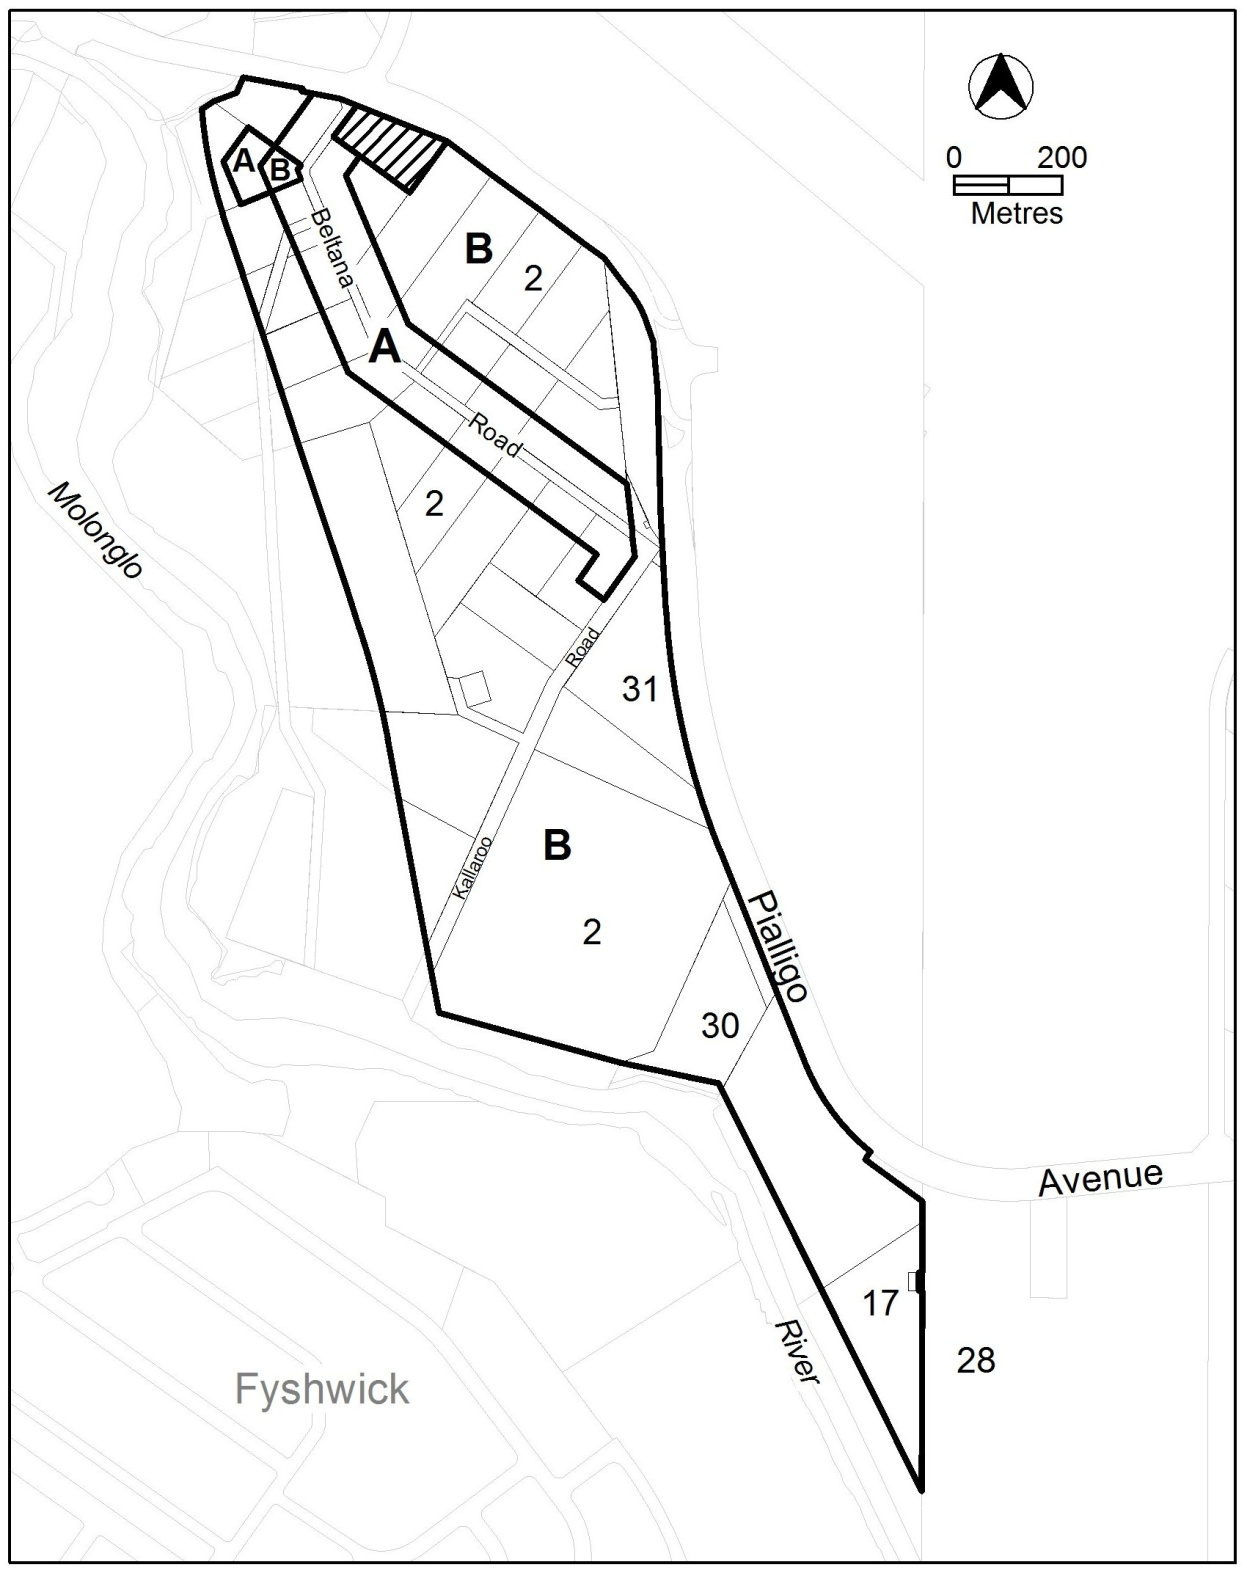 0 200
Metres
A
B
Beltana
B
2
A
Road
2
Molonglo
Road
31
B
Kallaroo
2
Pialligo
30
Avenue
17
River
28
Fyshwick